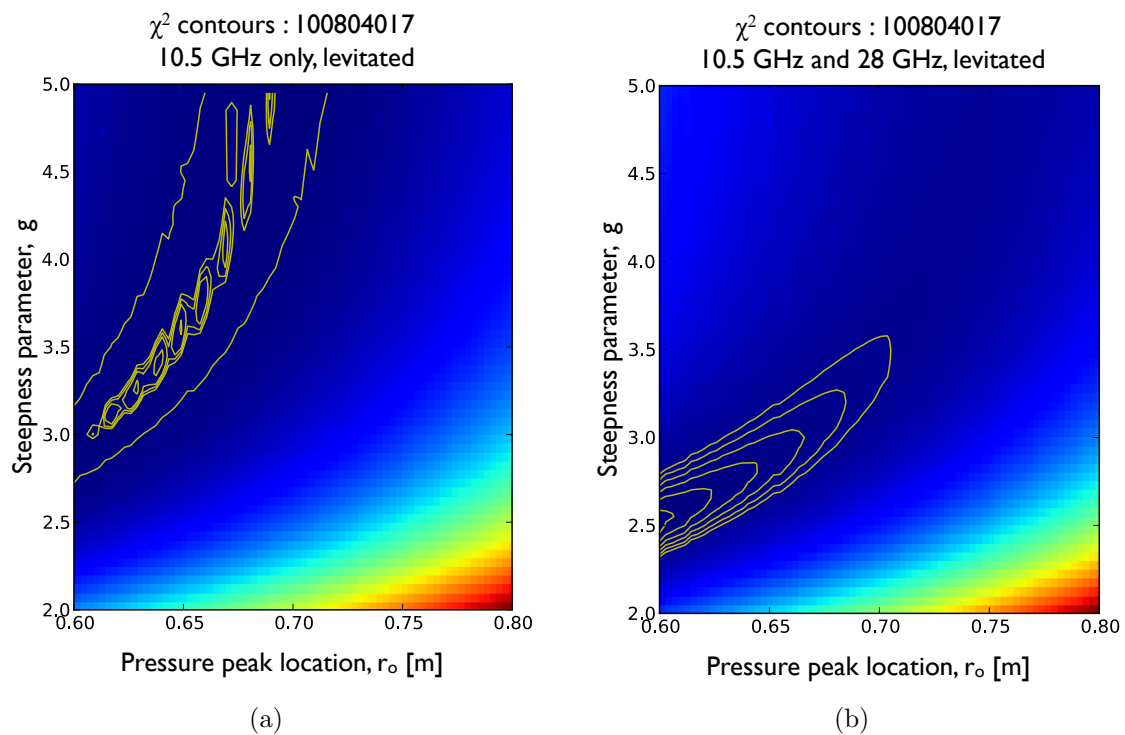 χ² contours : 100804017
10.5 GHz only, levitated
5.0
4.5
4.0
3.5
3.0
2.5
2.0
Steepness parameter, g
0.60
0.65
0.70
0.75
0.80
Pressure peak location, rₒ [m]
(a)
χ² contours : 100804017
10.5 GHz and 28 GHz, levitated
5.0
4.5
4.0
3.5
3.0
2.5
2.0
Steepness parameter, g
0.60
0.65
0.70
0.75
0.80
Pressure peak location, rₒ [m]
(b)